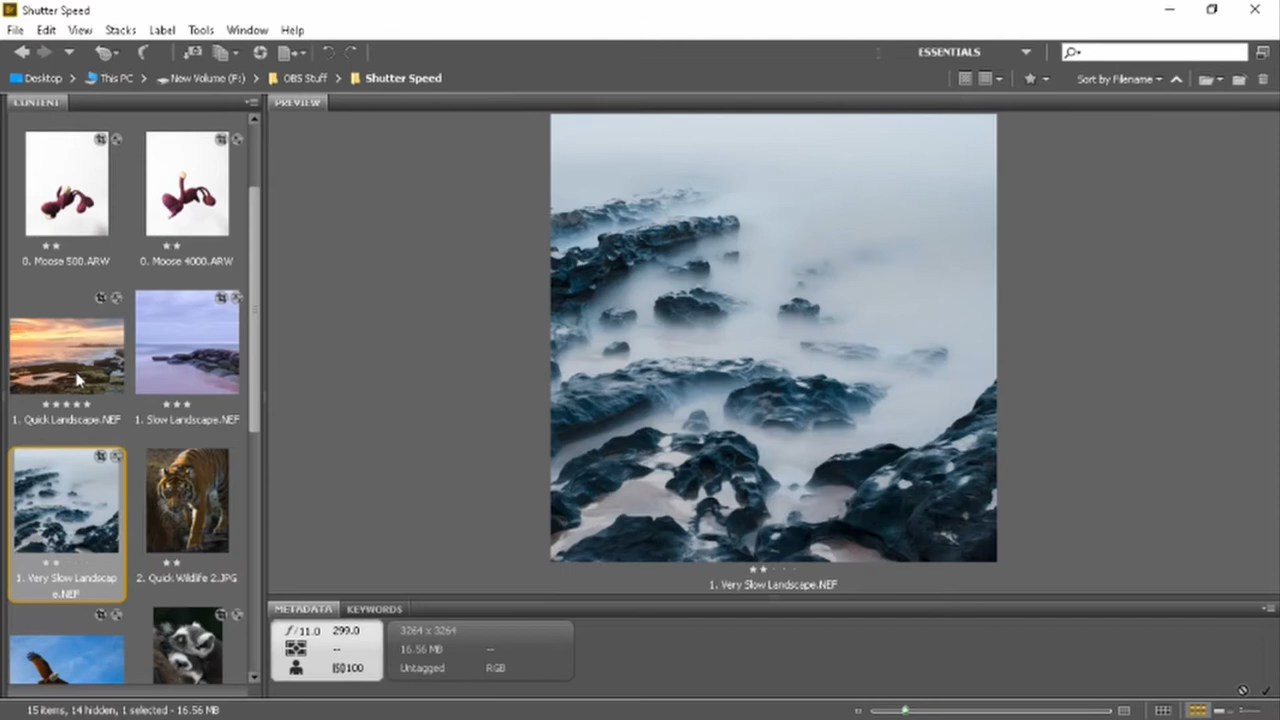 Br Shutter Speed
File Edit View Stacks Label Tools Window Help
ESSENTIALS
Desktop This PC New Volume (F:) OBS Stuff Shutter Speed
Sort by Filename
CONTENT
PREVIEW
0. Moose 500.ARW
0. Moose 4000.ARW
1. Quick Landscape.NEF
1. Slow Landscape.NEF
1. Very Slow Landscap
e.NEF
2. Quick Wildlife 2.JPG
1. Very Slow Landscape.NEF
METADATA KEYWORDS
f/11.0 299.0
--
ISO100
3264 x 3264
16.56 MB --
Untagged RGB
15 items, 14 hidden, 1 selected - 16.56 MB